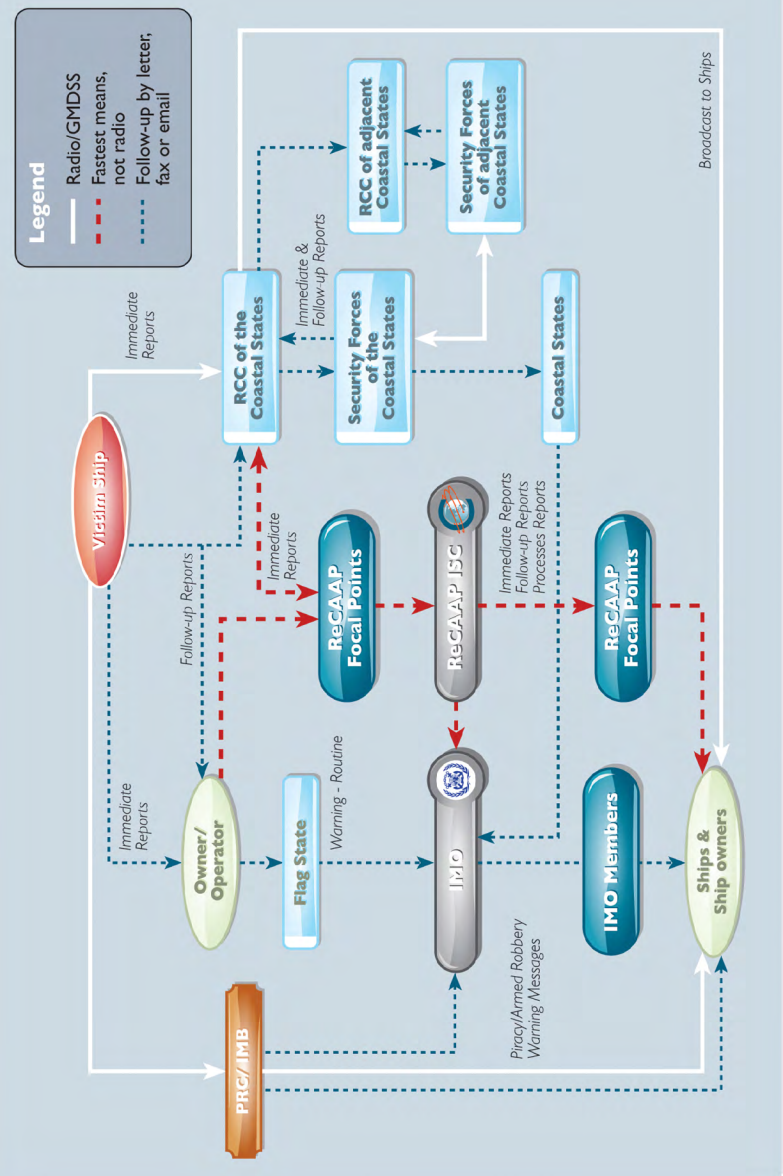 Legend
Radio/GMDSS
Fastest means,
not radio
Follow-up by letter,
fax or email
Victim Ship
Immediate
Reports
Immediate
Reports
Follow-up Reports
PRC/ IMB
Owner/
Operator
RCC of the
Coastal States
Flag State
Warning - Routine
Immediate
Reports
Immediate &
Follow-up Reports
ReCAAP
Focal Points
Security Forces
of the
Coastal States
RCC of adjacent
Coastal States
Security Forces
of adjacent
Coastal States
IMO
ReCAAP ISC
Piracy/Armed Robbery
Warning Messages
Immediate Reports
Follow-up Reports
Processes Reports
Coastal States
IMO Members
ReCAAP
Focal Points
Ships &
Ship owners
Broadcast to Ships